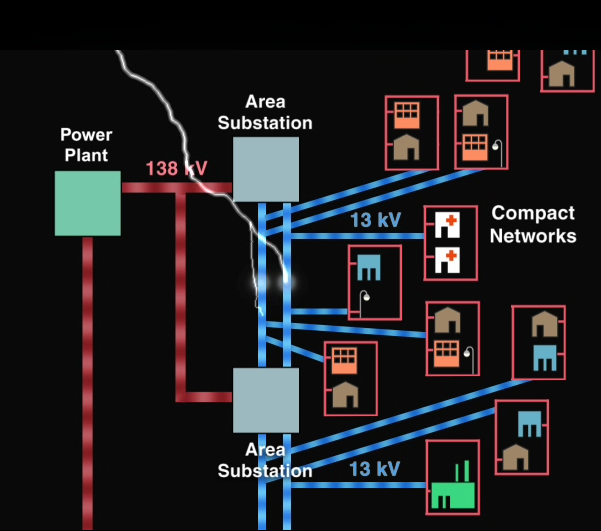 Area
Substation
Power
Plant
138 kV
13 kV
Compact
Networks
Area
Substation
13 kV